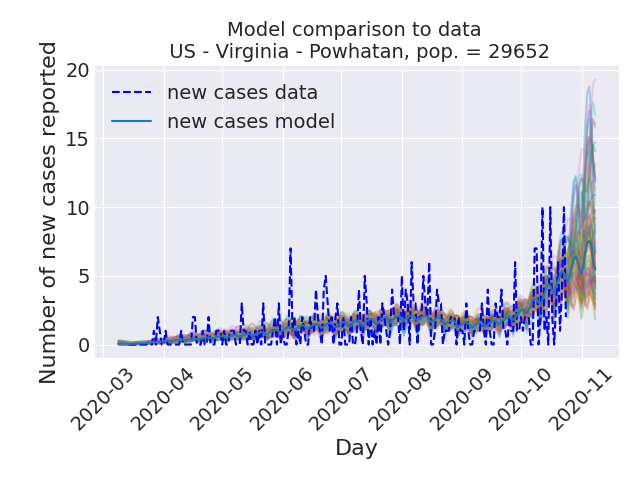 Model comparison to data
US - Virginia - Powhatan, pop. = 29652
Number of new cases reported
20
15
10
5
0
new cases data
new cases model
2020-03
2020-04
2020-05
2020-06
2020-07
2020-08
2020-09
2020-10
2020-11
Day